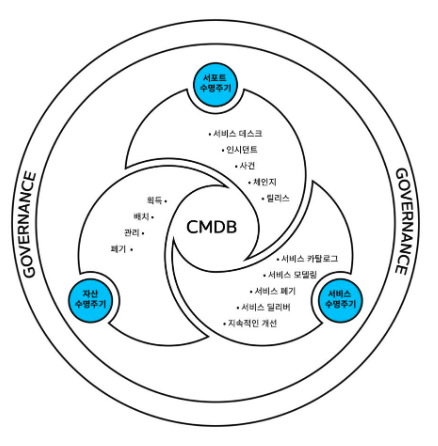 서포트
수명주기
• 서비스 데스크
• 인시던트
• 사건
• 체인지
• 릴리스
획득 •
배치 •
관리 •
폐기 •
CMDB
GOVERNANCE
GOVERNANCE
• 서비스 카탈로그
• 서비스 모델링
• 서비스 폐기
• 서비스 딜리버
• 지속적인 개선
자산
수명주기
서비스
수명주기